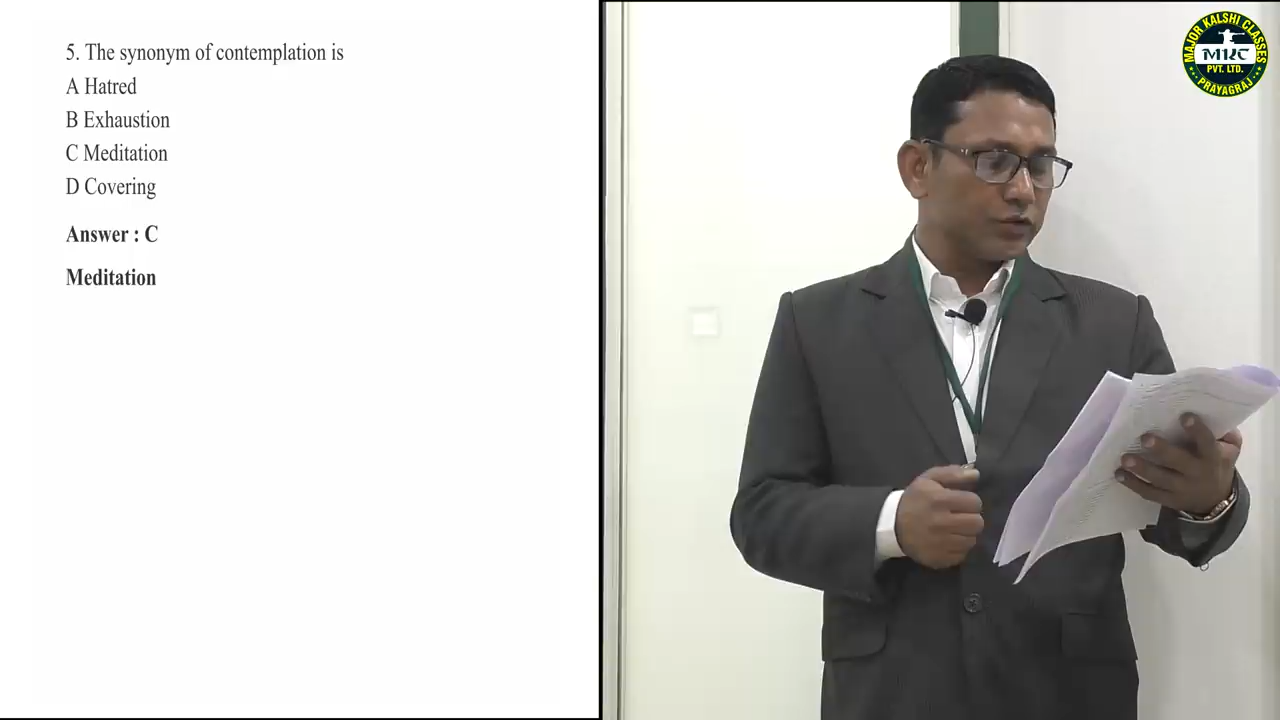 5. The synonym of contemplation is
A Hatred
B Exhaustion
C Meditation
D Covering
Answer : C
Meditation
MAJOR KALSHI CLASSES
MKC
PVT. LTD.
PRAYAGRAJ